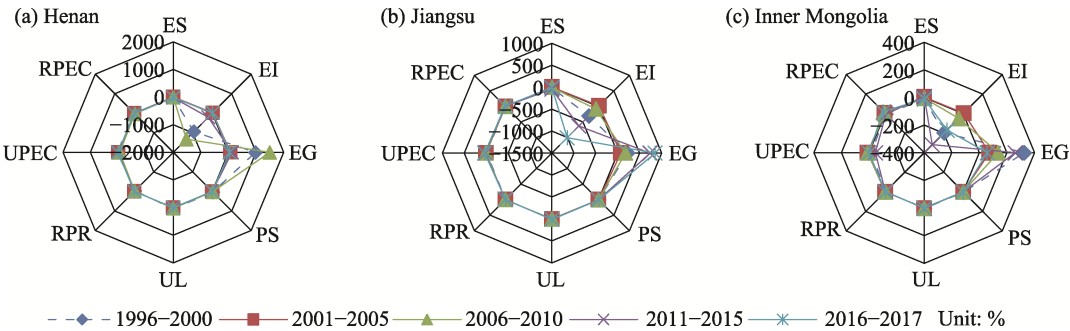 (a) Henan
ES
2000
1000
0
−1000
−2000
EI
EG
PS
UL
RPR
UPEC
RPEC
(b) Jiangsu
ES
1000
500
0
−500
−1000
−1500
EI
EG
PS
UL
RPR
UPEC
RPEC
(c) Inner Mongolia
ES
400
200
0
−200
−400
EI
EG
PS
UL
RPR
UPEC
RPEC
1996−2000 2001−2005 2006−2010 2011−2015 2016−2017 Unit: %